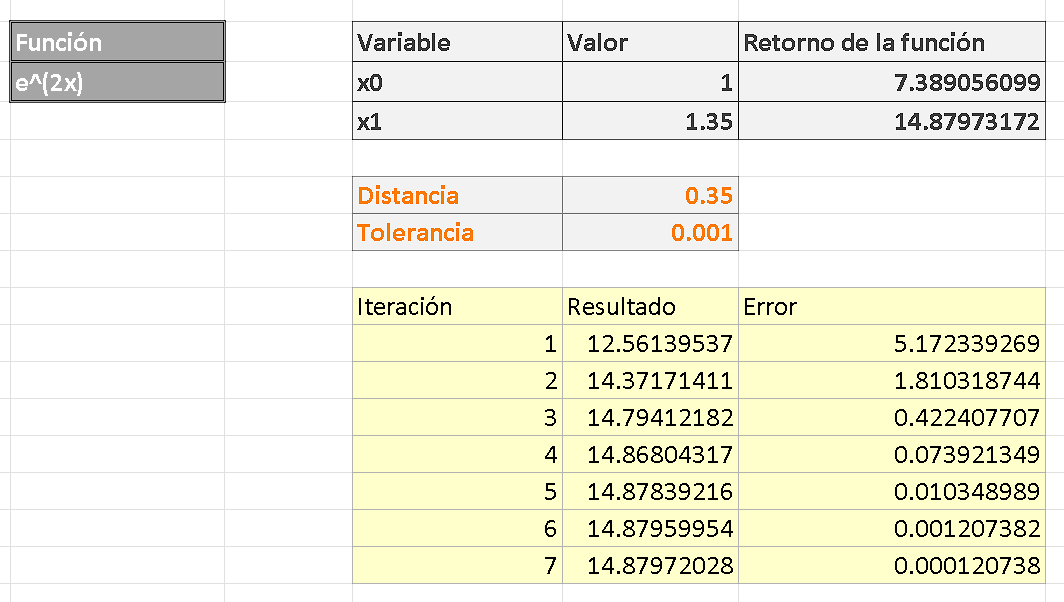 Función Variable Valor Retorno de la función
e^(2x) x0 1 7.389056099
x1 1.35 14.87973172
Distancia 0.35
Tolerancia 0.001
Iteración Resultado Error
1 12.56139537 5.172339269
2 14.37171411 1.810318744
3 14.79412182 0.422407707
4 14.86804317 0.073921349
5 14.87839216 0.010348989
6 14.87959954 0.001207382
7 14.87972028 0.000120738